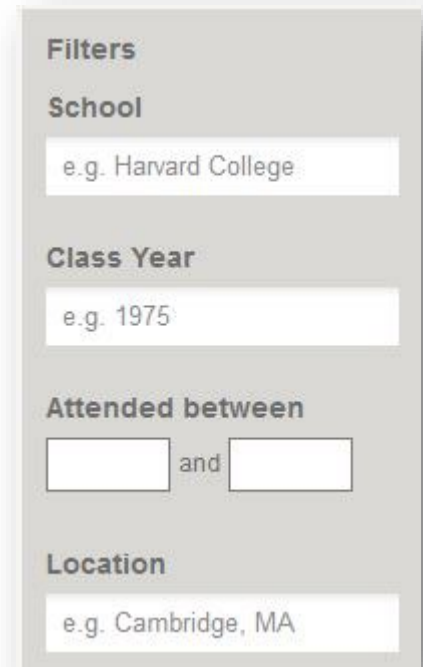 Filters
School
e.g. Harvard College
Class Year
e.g. 1975
Attended between
and
Location
e.g. Cambridge, MA